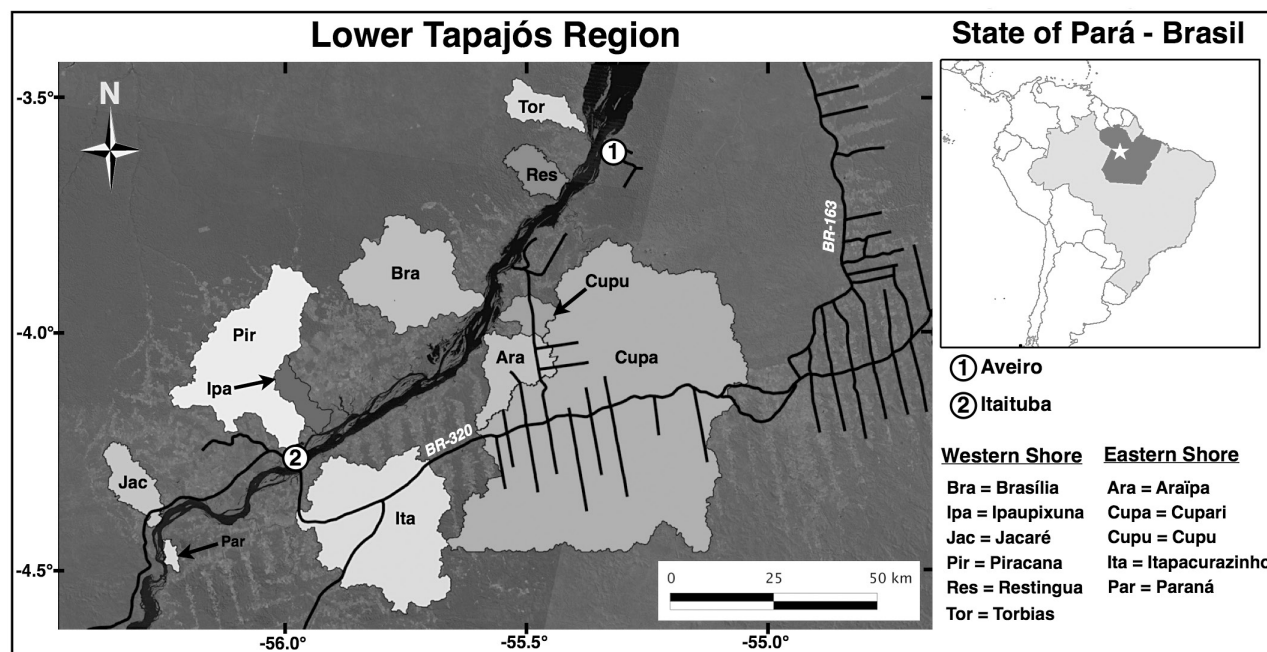 Lower Tapajós Region
State of Pará - Brasil
N
-3.5°
-4.0°
-4.5°
-56.0°
-55.5°
-55.0°
Tor
1
Res
BR-163
Bra
Cupu
Pir
Ara
Cupa
Ipa
BR-320
2
Jac
Ita
Par
0 25 50 km
1 Aveiro
2 Itaituba
Western Shore
Bra = Brasília
Ipa = Ipaupixuna
Jac = Jacaré
Pir = Piracana
Res = Restingua
Tor = Torbias
Eastern Shore
Ara = Araïpa
Cupa = Cupari
Cupu = Cupu
Ita = Itapacurazinho
Par = Paraná